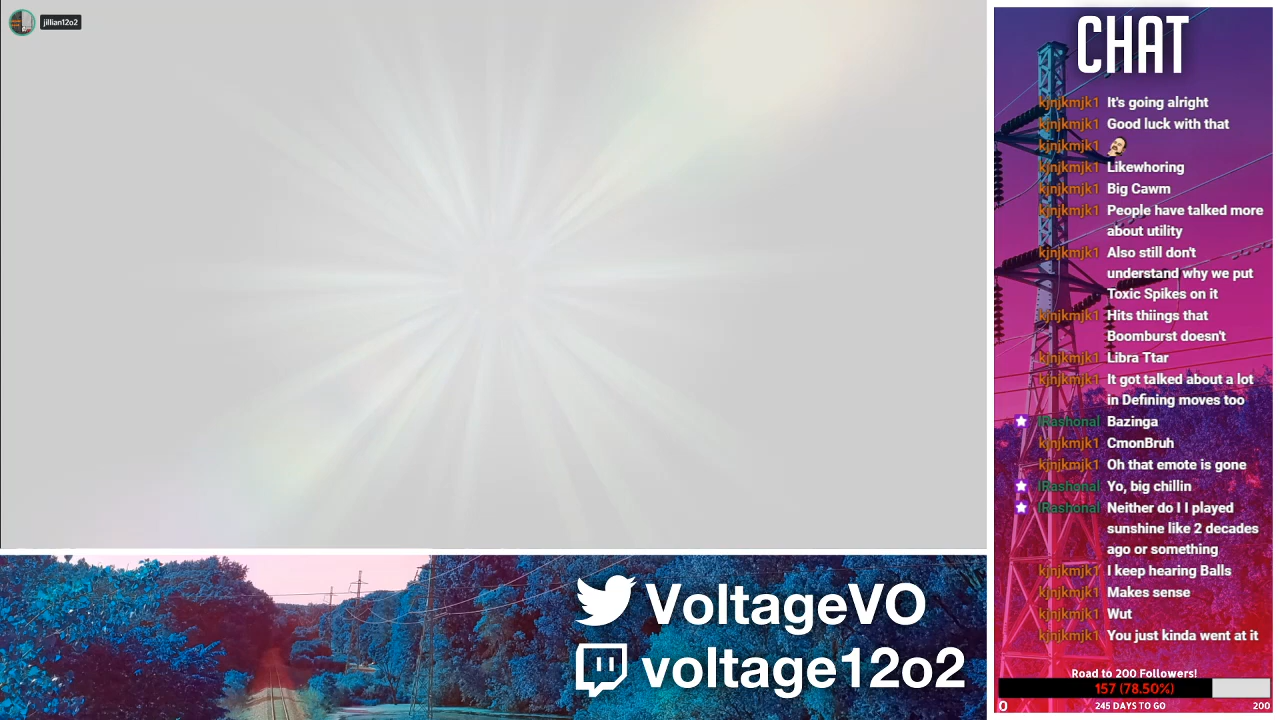 jillian12o2
CHAT
kjnjkmjk1 It's going alright
kjnjkmjk1 Good luck with that
kjnjkmjk1
kjnjkmjk1 Likewhoring
kjnjkmjk1 Big Cawm
kjnjkmjk1 People have talked more
about utility
kjnjkmjk1 Also still don't
understand why we put
Toxic Spikes on it
kjnjkmjk1 Hits thiings that
Boomburst doesn't
kjnjkmjk1 Libra Ttar
kjnjkmjk1 It got talked about a lot
in Defining moves too
lRashonal Bazinga
kjnjkmjk1 CmonBruh
kjnjkmjk1 Oh that emote is gone
lRashonal Yo, big chillin
lRashonal Neither do I I played
sunshine like 2 decades
ago or something
kjnjkmjk1 I keep hearing Balls
kjnjkmjk1 Makes sense
kjnjkmjk1 Wut
kjnjkmjk1 You just kinda went at it
Road to 200 Followers!
157 (78.50%)
0 245 DAYS TO GO 200
VoltageVO
voltage12o2